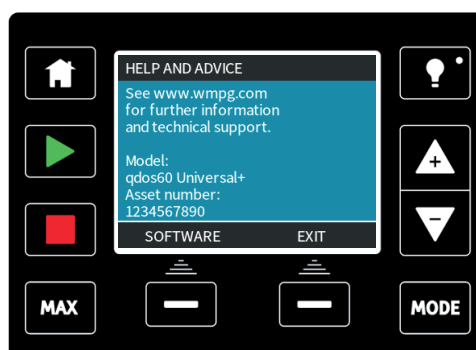 HELP AND ADVICE
See www.wmpg.com
for further information
and technical support.
Model:
qdos60 Universal+
Asset number:
1234567890
SOFTWARE EXIT
+
-
MAX
MODE